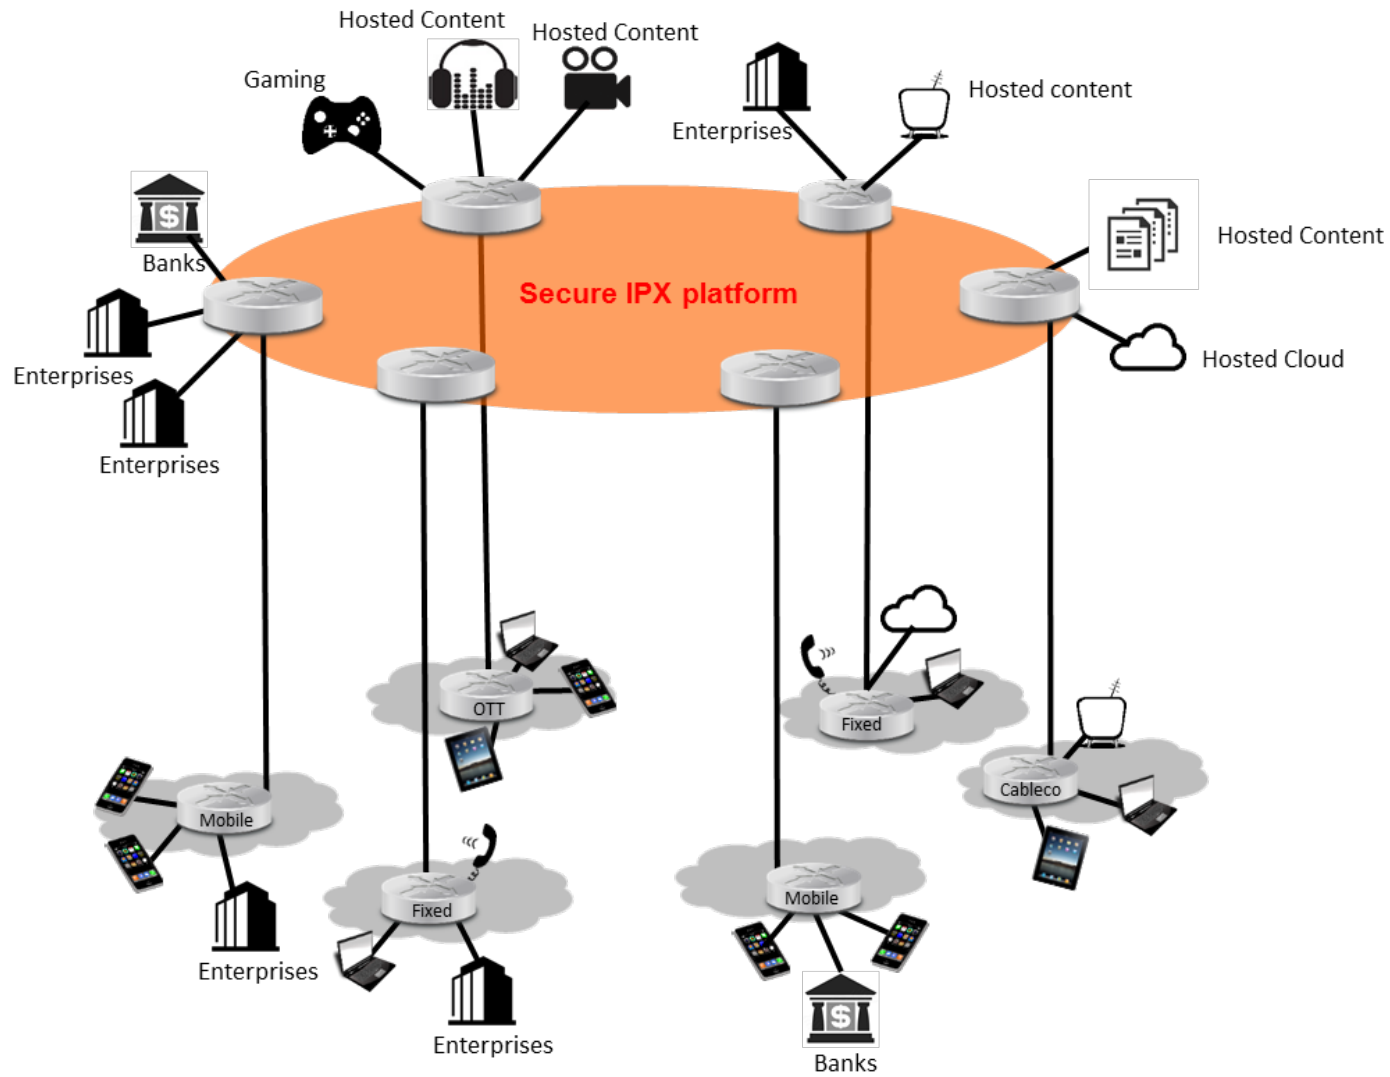 Hosted Content
Hosted Content
Gaming
Hosted content
Enterprises
$
Banks
Hosted Content
Secure IPX platform
Enterprises
Hosted Cloud
Enterprises
OTT
Fixed
Cableco
Mobile
Mobile
Fixed
Enterprises
$
Enterprises
Banks